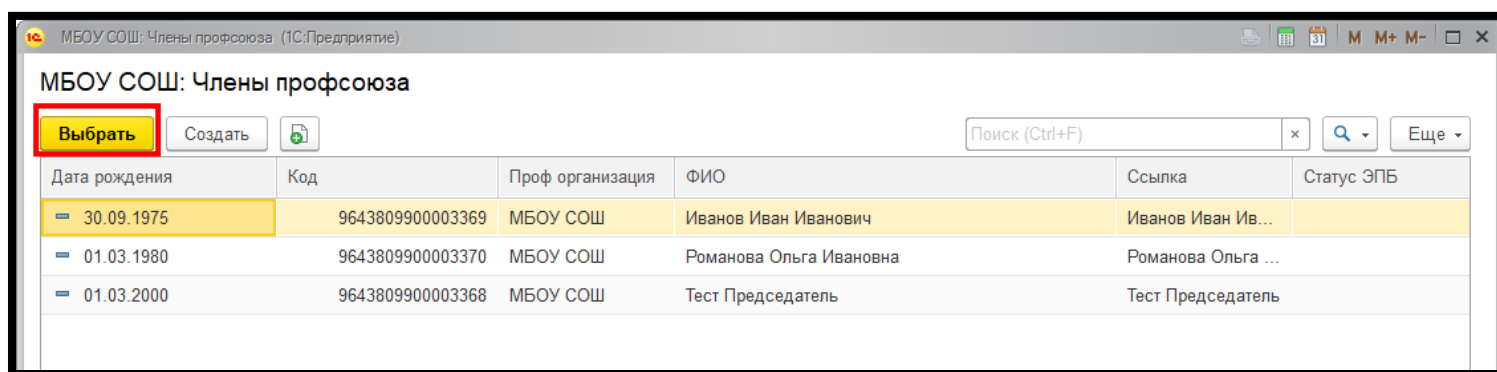 1С МБОУ СОШ: Члены профсоюза (1С:Предприятие) 31 M M+ M-
МБОУ СОШ: Члены профсоюза
Выбрать Создать Поиск (Ctrl+F) × Еще
Дата рождения Код Проф организация ФИО Ссылка Статус ЭПБ
30.09.1975 9643809900003369 МБОУ СОШ Иванов Иван Иванович Иванов Иван Ив...
01.03.1980 9643809900003370 МБОУ СОШ Романова Ольга Ивановна Романова Ольга ...
01.03.2000 9643809900003368 МБОУ СОШ Тест Председатель Тест Председатель